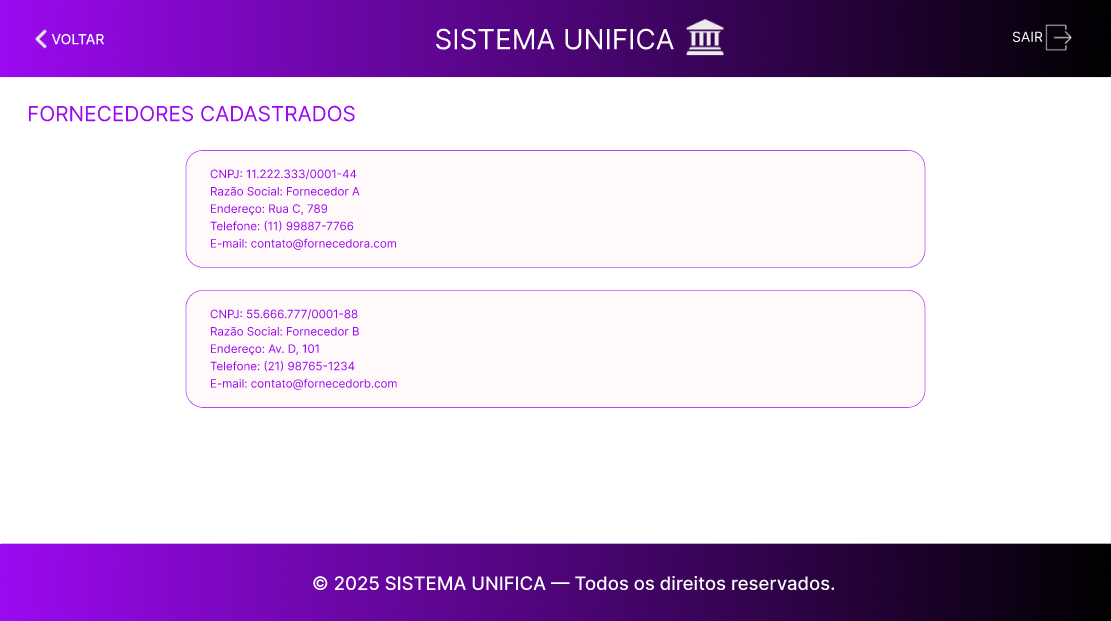 VOLTAR
SISTEMA UNIFICA
SAIR
FORNECEDORES CADASTRADOS
CNPJ: 11.222.333/0001-44
Razão Social: Fornecedor A
Endereço: Rua C, 789
Telefone: (11) 99887-7766
E-mail: contato@fornecedora.com
CNPJ: 55.666.777/0001-88
Razão Social: Fornecedor B
Endereço: Av. D, 101
Telefone: (21) 98765-1234
E-mail: contato@fornecedorb.com
© 2025 SISTEMA UNIFICA — Todos os direitos reservados.